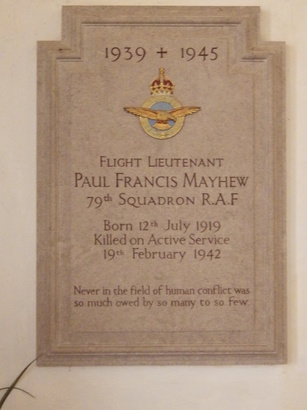 1939 + 1945
FLIGHT LIEUTENANT
PAUL FRANCIS MAYHEW
79th SQUADRON R.A.F
Born 12th July 1919
Killed on Active Service
19th February 1942
Never in the field of human conflict was
so much owed by so many to so few.